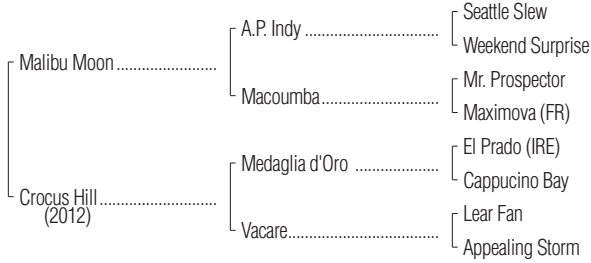 Seattle Slew
A.P. Indy ..............................
Weekend Surprise
Malibu Moon ........................
Mr. Prospector
Macoumba............................
Maximova (FR)
El Prado (IRE)
Medaglia d'Oro ....................
Cappucino Bay
Crocus Hill............................
(2012)
Lear Fan
Vacare....................................
Appealing Storm